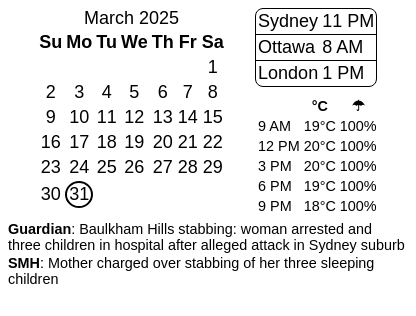 March 2025
Su Mo Tu We Th Fr Sa
1
2 3 4 5 6 7 8
9 10 11 12 13 14 15
16 17 18 19 20 21 22
23 24 25 26 27 28 29
30 31
Sydney 11 PM
Ottawa 8 AM
London 1 PM
°C ☂
9 AM 19°C 100%
12 PM 20°C 100%
3 PM 20°C 100%
6 PM 19°C 100%
9 PM 18°C 100%
Guardian: Baulkham Hills stabbing: woman arrested and
three children in hospital after alleged attack in Sydney suburb
SMH: Mother charged over stabbing of her three sleeping
children